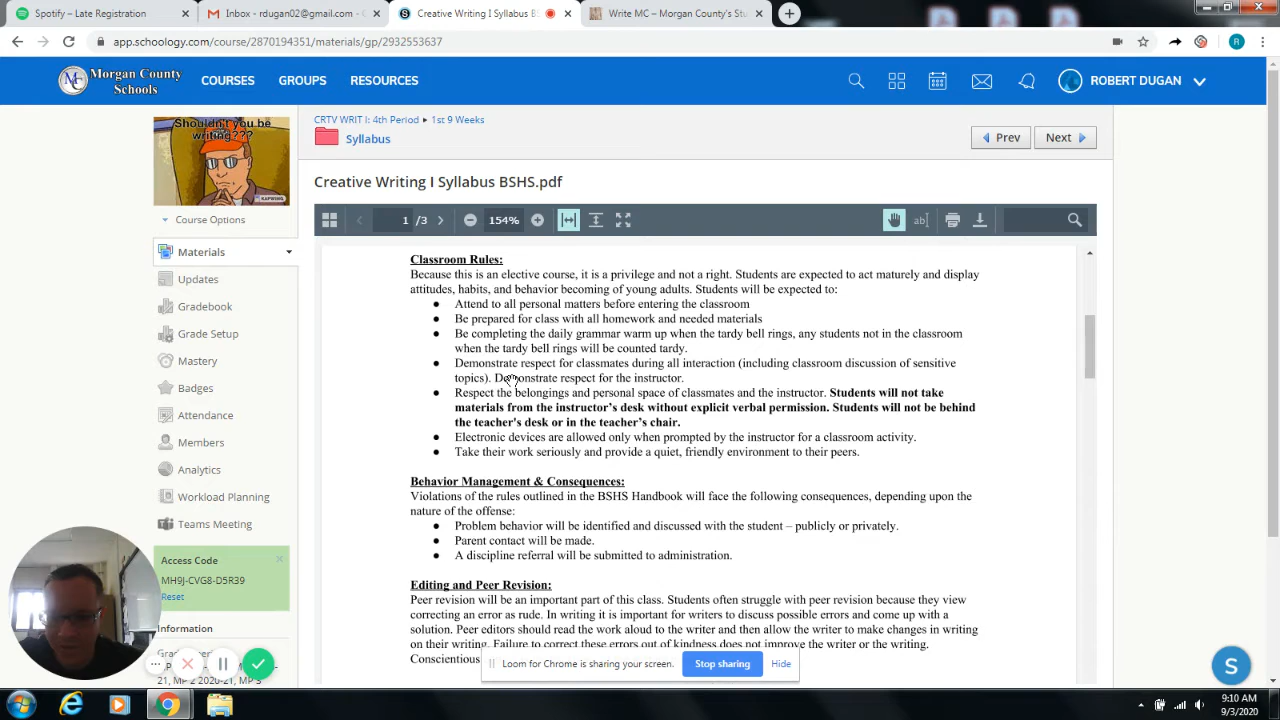 Spotify – Late Registration
Inbox - rdugan02@gmail.com -
Creative Writing I Syllabus BS
Write MC – Morgan County's Stu
app.schoology.com/course/2870194351/materials/gp/2932553637
R
Morgan County
Schools
COURSES
GROUPS
RESOURCES
ROBERT DUGAN
Shouldn't you be
writing???
CRTV WRIT I: 4th Period
1st 9 Weeks
Syllabus
Prev
Next
Creative Writing I Syllabus BSHS.pdf
1 /3
154%
Course Options
Materials
Updates
Gradebook
Grade Setup
Mastery
Badges
Attendance
Members
Analytics
Workload Planning
Teams Meeting
Access Code
MH9J-CVG8-D5R39
Reset
Information
21, MP 2 2020-21, MP 3
Classroom Rules:
Because this is an elective course, it is a privilege and not a right. Students are expected to act maturely and display
attitudes, habits, and behavior becoming of young adults. Students will be expected to:
● Attend to all personal matters before entering the classroom
● Be prepared for class with all homework and needed materials
● Be completing the daily grammar warm up when the tardy bell rings, any students not in the classroom
when the tardy bell rings will be counted tardy.
● Demonstrate respect for classmates during all interaction (including classroom discussion of sensitive
topics). Demonstrate respect for the instructor.
● Respect the belongings and personal space of classmates and the instructor. Students will not take
materials from the instructor's desk without explicit verbal permission. Students will not be behind
the teacher's desk or in the teacher's chair.
● Electronic devices are allowed only when prompted by the instructor for a classroom activity.
● Take their work seriously and provide a quiet, friendly environment to their peers.
Behavior Management & Consequences:
Violations of the rules outlined in the BSHS Handbook will face the following consequences, depending upon the
nature of the offense:
● Problem behavior will be identified and discussed with the student – publicly or privately.
● Parent contact will be made.
● A discipline referral will be submitted to administration.
Editing and Peer Revision:
Peer revision will be an important part of this class. Students often struggle with peer revision because they view
correcting an error as rude. In writing it is important for writers to discuss possible errors and come up with a
solution. Peer editors should read the work aloud to the writer and then allow the writer to make changes in writing
on their writing. Failure to correct these errors out of kindness does not improve the writer or the writing.
Conscientious
Loom for Chrome is sharing your screen.
Stop sharing
Hide
S
9:10 AM
9/3/2020